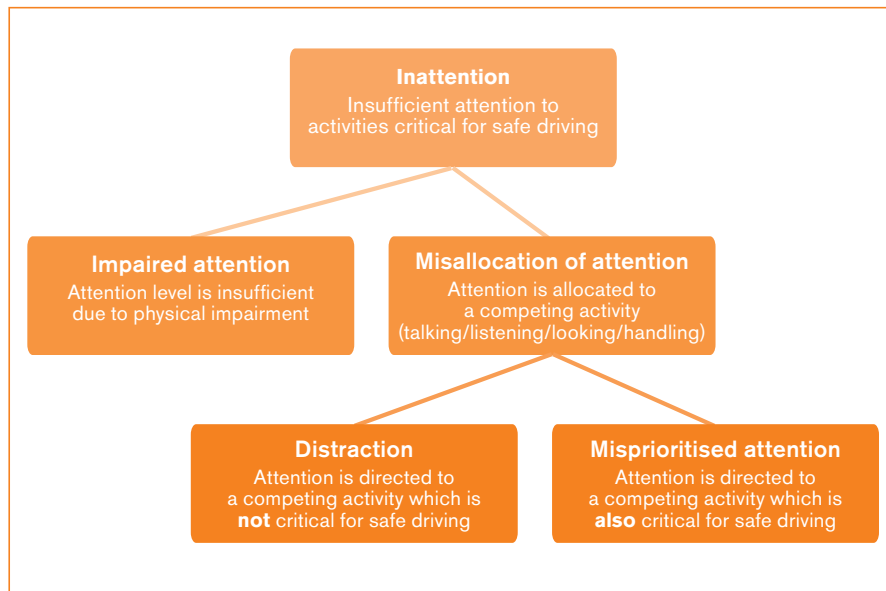 Inattention
Insufficient attention to
activities critical for safe driving
Impaired attention
Attention level is insufficient
due to physical impairment
Misallocation of attention
Attention is allocated to
a competing activity
(talking/listening/looking/handling)
Distraction
Attention is directed to
a competing activity which is
not critical for safe driving
Misprioritised attention
Attention is directed to
a competing activity which is
also critical for safe driving